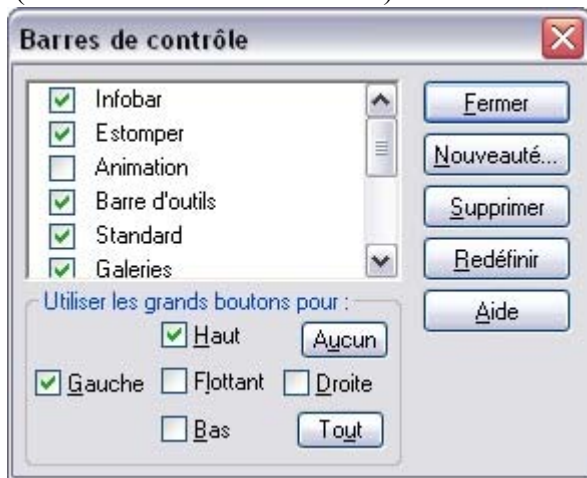 Barres de contrôle
Infobar
Estomper
Animation
Barre d'outils
Standard
Galeries
Fermer
Nouveauté...
Supprimer
Redéfinir
Aide
Utiliser les grands boutons pour :
Haut
Aucun
Gauche
Flottant
Droite
Bas
Tout